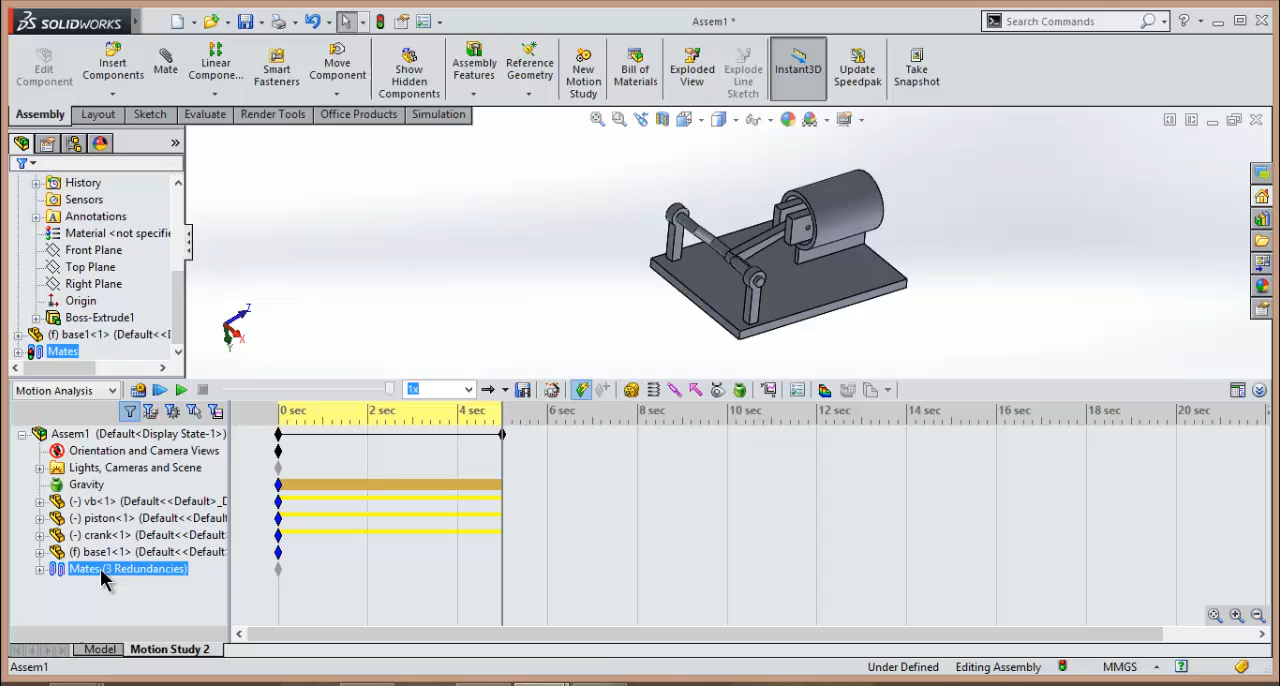 SOLIDWORKS
Assem1 *
Search Commands
Edit Component
Insert Components
Mate
Linear Compone...
Smart Fasteners
Move Component
Show Hidden Components
Assembly Features
Reference Geometry
New Motion Study
Bill of Materials
Exploded View
Explode Line Sketch
Instant3D
Update Speedpak
Take Snapshot
Assembly Layout Sketch Evaluate Render Tools Office Products Simulation
History
Sensors
Annotations
Material <not specifie
Front Plane
Top Plane
Right Plane
Origin
Boss-Extrude1
(f) base1<1> (Default<<D
Mates
Z
X
Y
Motion Analysis
1x
0 sec 2 sec 4 sec 6 sec 8 sec 10 sec 12 sec 14 sec 16 sec 18 sec 20 sec
Assem1 (Default<Display State-1>)
Orientation and Camera Views
Lights, Cameras and Scene
Gravity
(-) vb<1> (Default<<Default>_D
(-) piston<1> (Default<<Default
(-) crank<1> (Default<<Default>
(f) base1<1> (Default<<Default>
Mates (3 Redundancies)
Model Motion Study 2
Assem1
Under Defined Editing Assembly MMGS